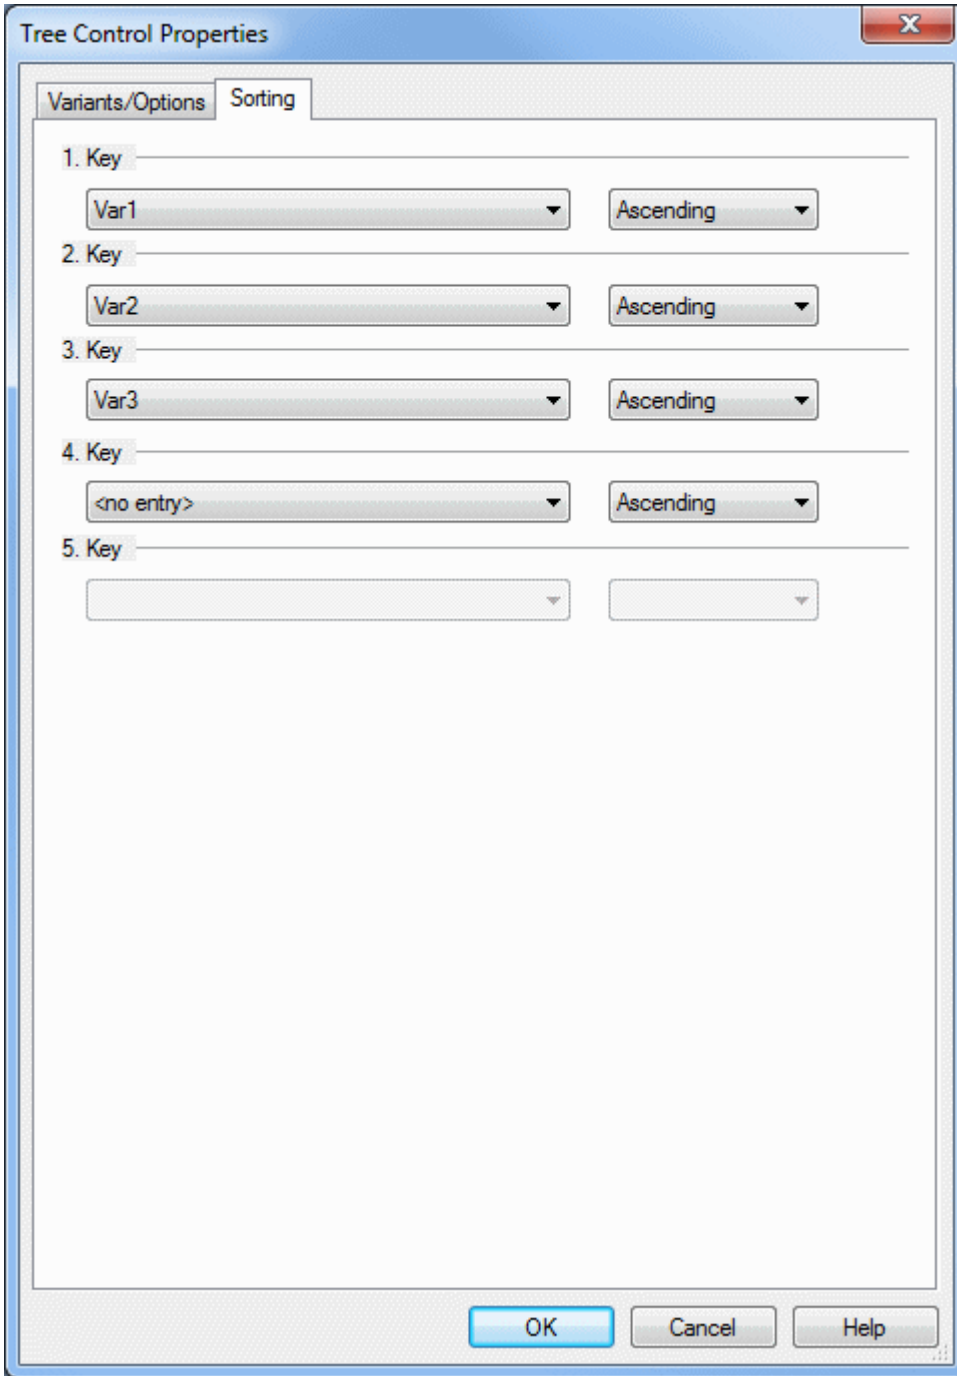 Tree Control Properties
Variants/Options Sorting
1. Key
Var1 Ascending
2. Key
Var2 Ascending
3. Key
Var3 Ascending
4. Key
<no entry> Ascending
5. Key
OK Cancel Help